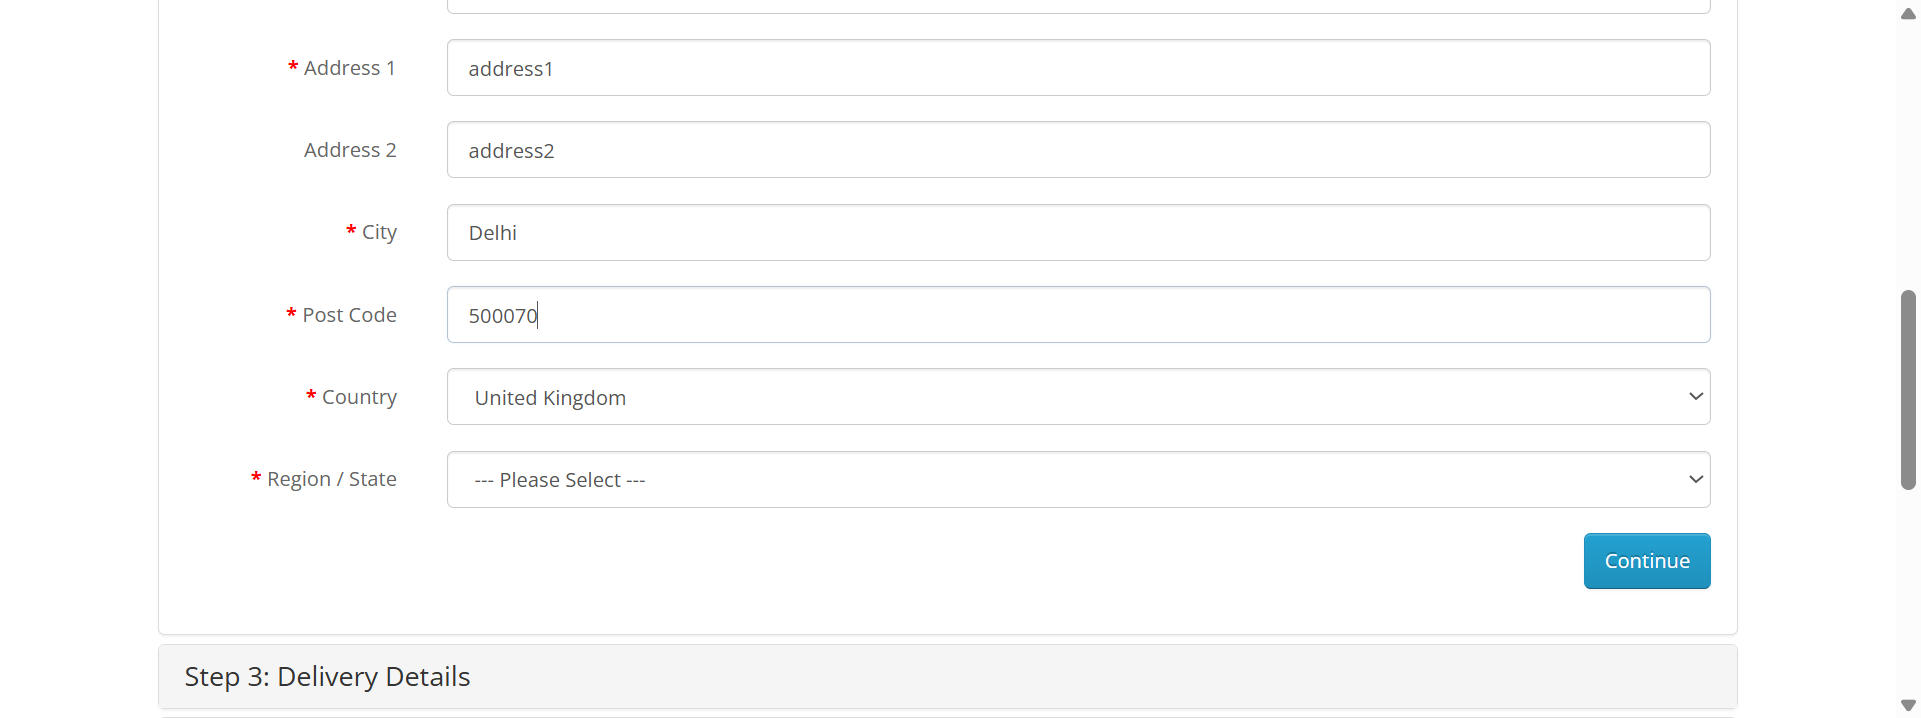 * Address 1
address1
Address 2
address2
* City
Delhi
* Post Code
500070
* Country
United Kingdom
* Region / State
--- Please Select ---
Continue
Step 3: Delivery Details